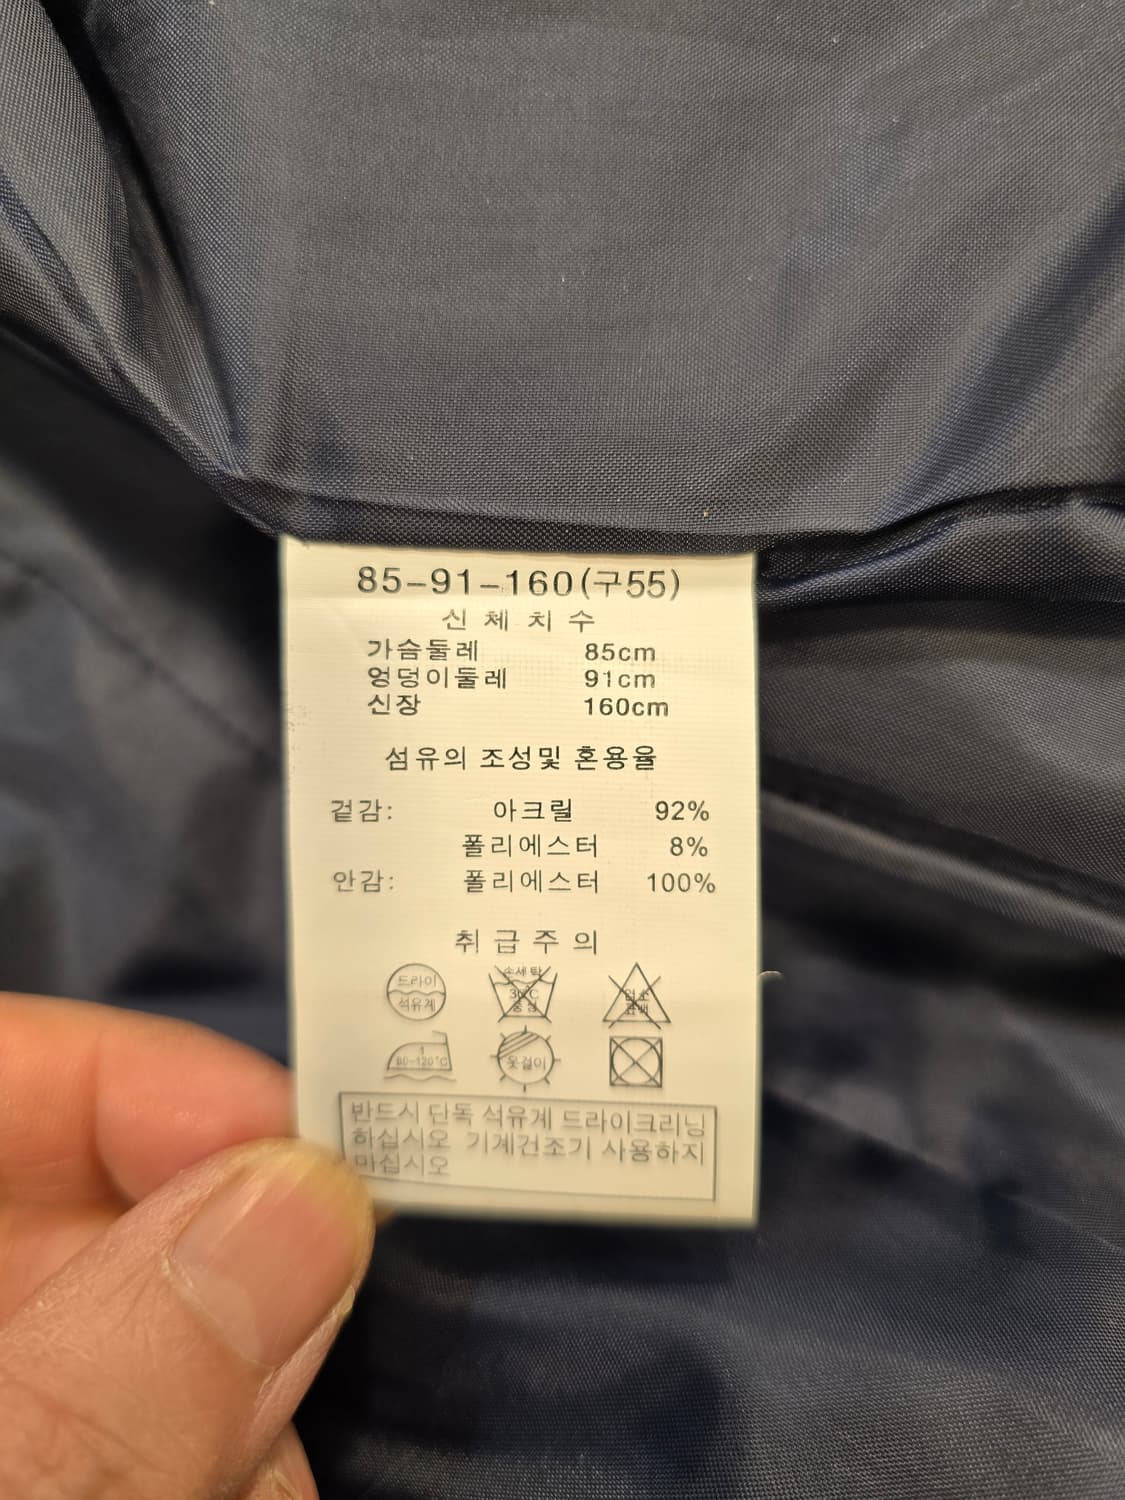 85-91-160(구55)
신체치수
가슴둘레 85cm
엉덩이둘레 91cm
신장 160cm
섬유의 조성및 혼용율
겉감: 아크릴 92%
폴리에스터 8%
안감: 폴리에스터 100%
취급주의
드라이
석유계
손세탁
30°C
중성
염소
표백
1
80-120°C
옷걸이
반드시 단독 석유계 드라이크리닝
하십시오 기계건조기 사용하지
마십시오